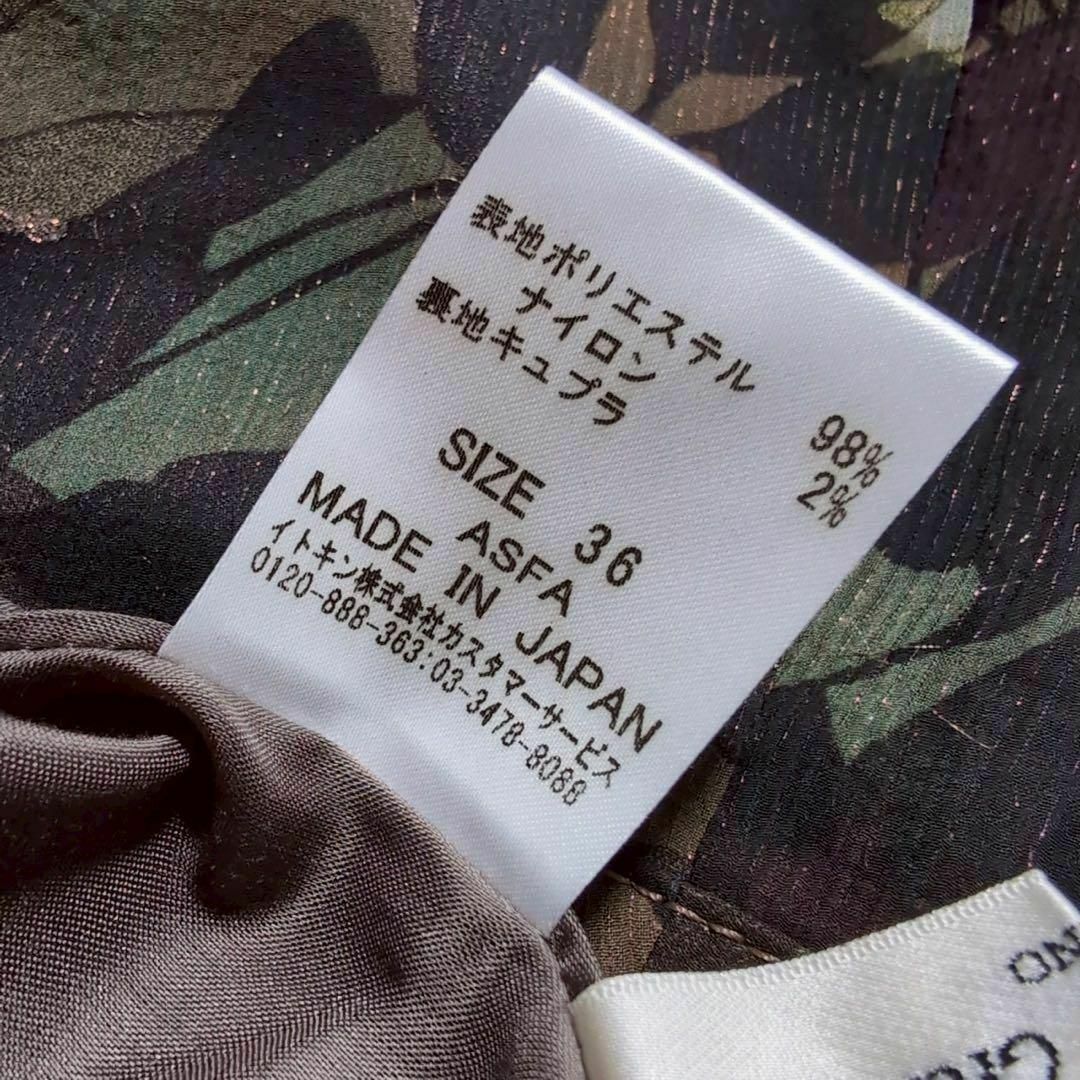 表地ポリエステル 98%
ナイロン 2%
裏地キュプラ
SIZE 36
ASFA
MADE IN JAPAN
イトキン株式会社カスタマーサービス
0120-888-363:03-3478-8088